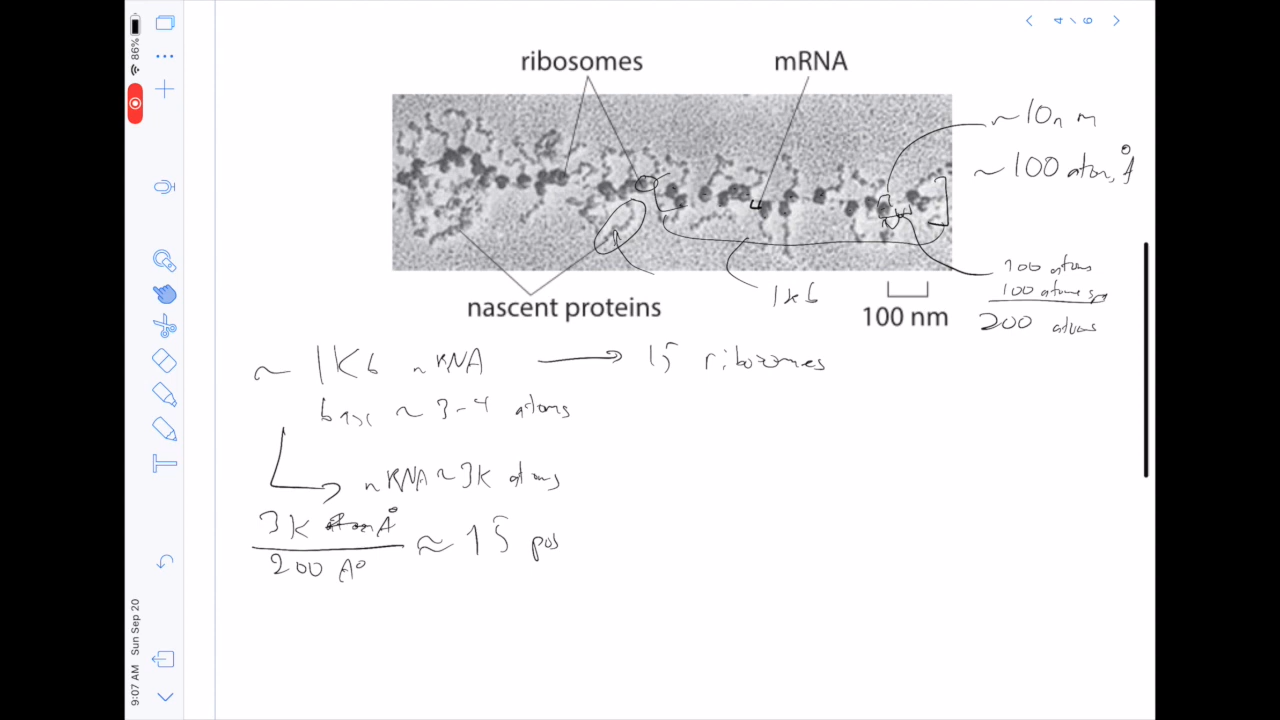 4 \ 6
86%
ribosomes
mRNA
~10nm
~100 atom, Å
nascent proteins
1kb
100 nm
100 atoms
100 atoms
200 atoms
~ 1Kb mRNA → 15 ribosomes
base ~ 3-4 atoms
mRNA ~3K atoms
3K Å
200 A° ≈ 15 pos
9:07 AM Sun Sep 20